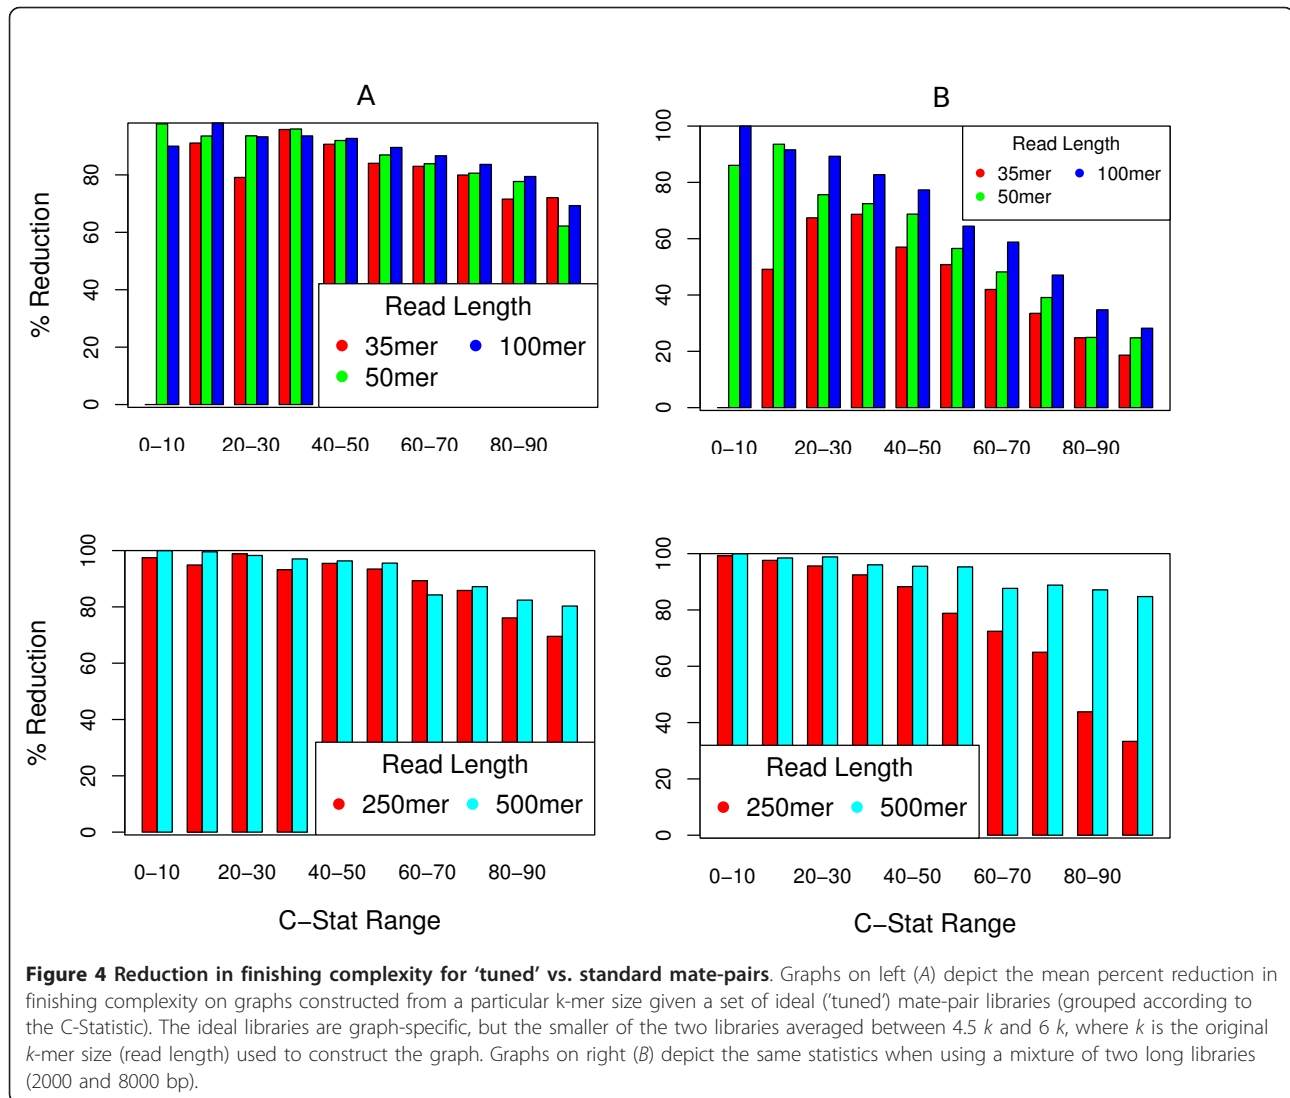 A
% Reduction
0 20 40 60 80
Read Length
35mer 100mer
50mer
0−10 20−30 40−50 60−70 80−90
B
0 20 40 60 80 100
Read Length
35mer 100mer
50mer
0−10 20−30 40−50 60−70 80−90
% Reduction
0 20 40 60 80 100
Read Length
250mer 500mer
0−10 20−30 40−50 60−70 80−90
C−Stat Range
0 20 40 60 80 100
Read Length
250mer 500mer
0−10 20−30 40−50 60−70 80−90
C−Stat Range
Figure 4 Reduction in finishing complexity for ‘tuned’ vs. standard mate-pairs. Graphs on left (A) depict the mean percent reduction in
finishing complexity on graphs constructed from a particular k-mer size given a set of ideal (‘tuned’) mate-pair libraries (grouped according to
the C-Statistic). The ideal libraries are graph-specific, but the smaller of the two libraries averaged between 4.5 k and 6 k, where k is the original
k-mer size (read length) used to construct the graph. Graphs on right (B) depict the same statistics when using a mixture of two long libraries
(2000 and 8000 bp).